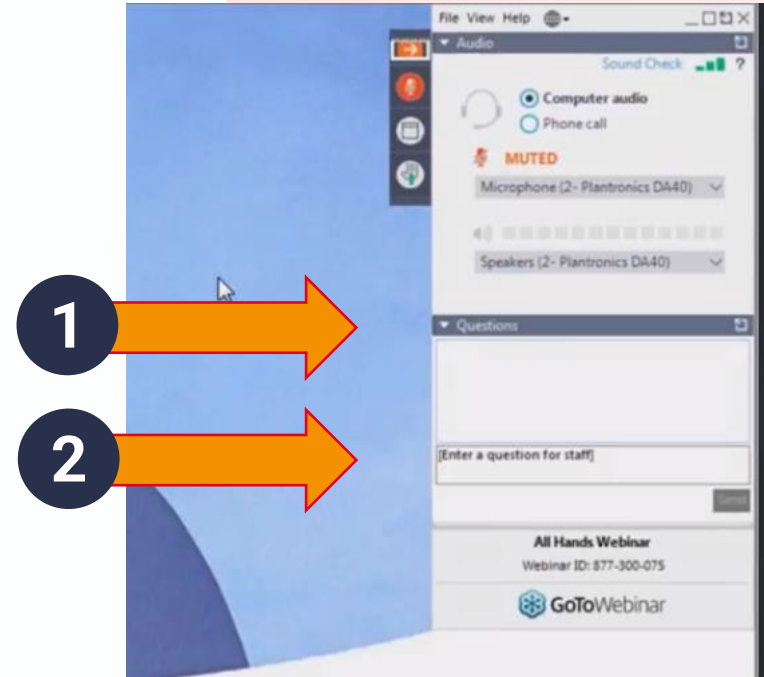 File View Help
Audio
Sound Check ?
Computer audio
Phone call
MUTED
Microphone (2- Plantronics DA40)
Speakers (2- Plantronics DA40)
1
Questions
2
[Enter a question for staff]
Send
All Hands Webinar
Webinar ID: 877-300-075
GoToWebinar